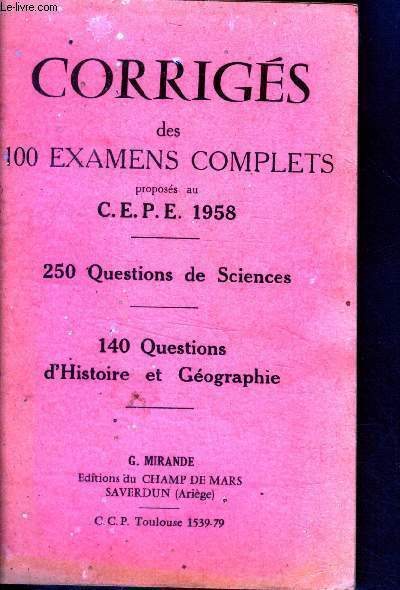 Le-livre.com
CORRIGÉS
des
100 EXAMENS COMPLETS
proposés au
C. E. P. E. 1958
250 Questions de Sciences
140 Questions
d'Histoire et Géographie
G. MIRANDE
Editions du CHAMP DE MARS
SAVERDUN (Ariège)
C. C. P. Toulouse 1539-79